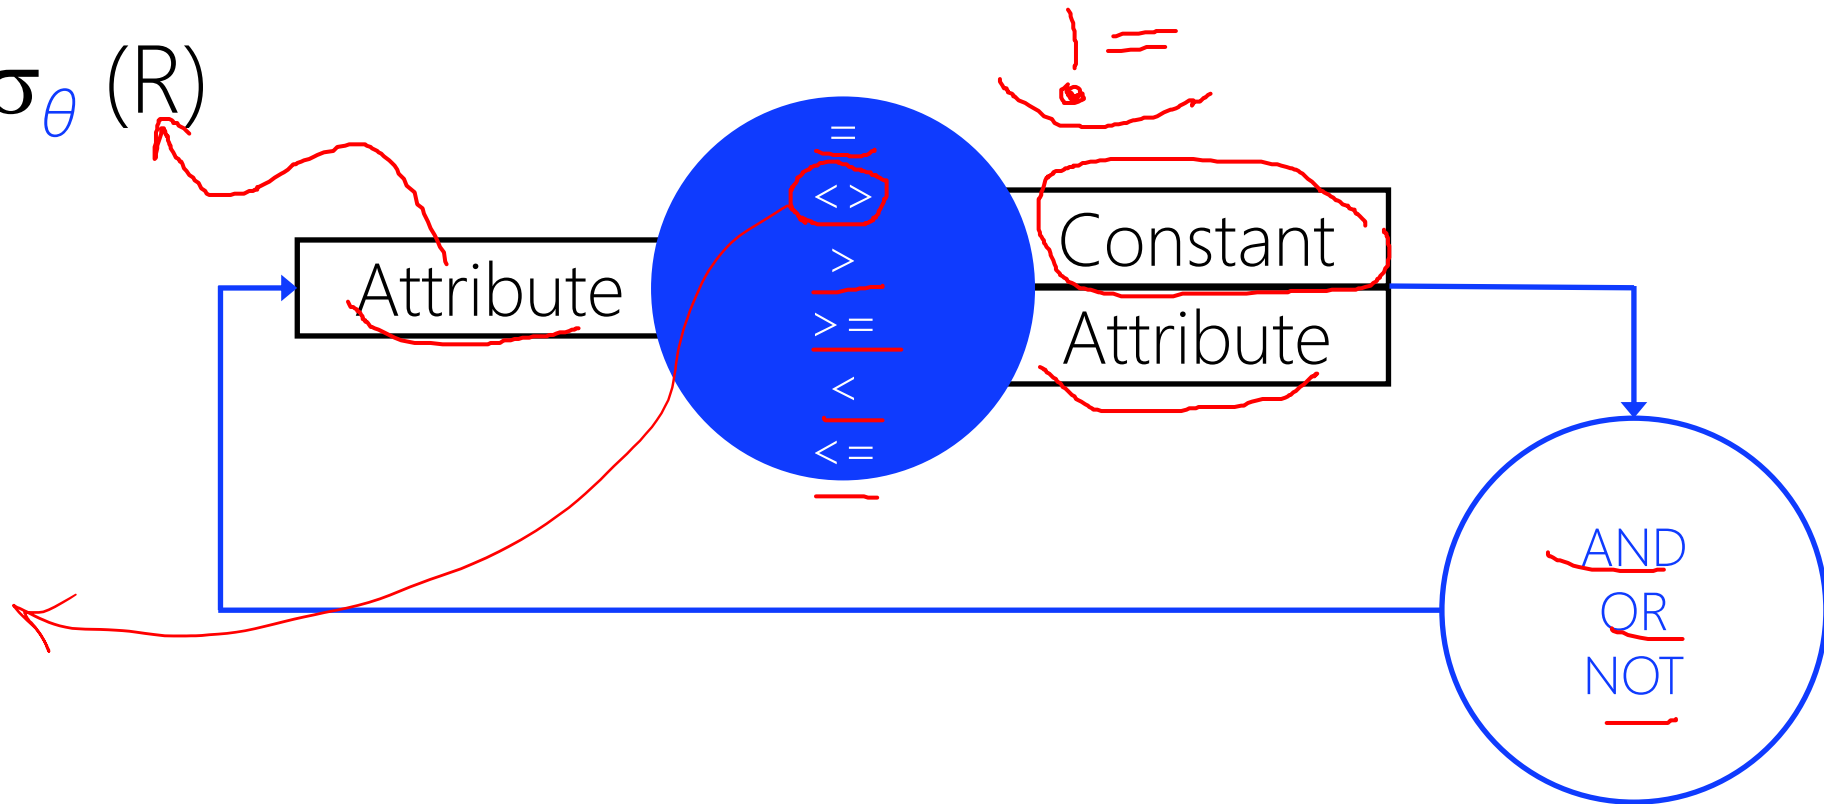 σθ (R)
! =
=
<>
>
>=
<
<=
Attribute
Constant
Attribute
AND
OR
NOT